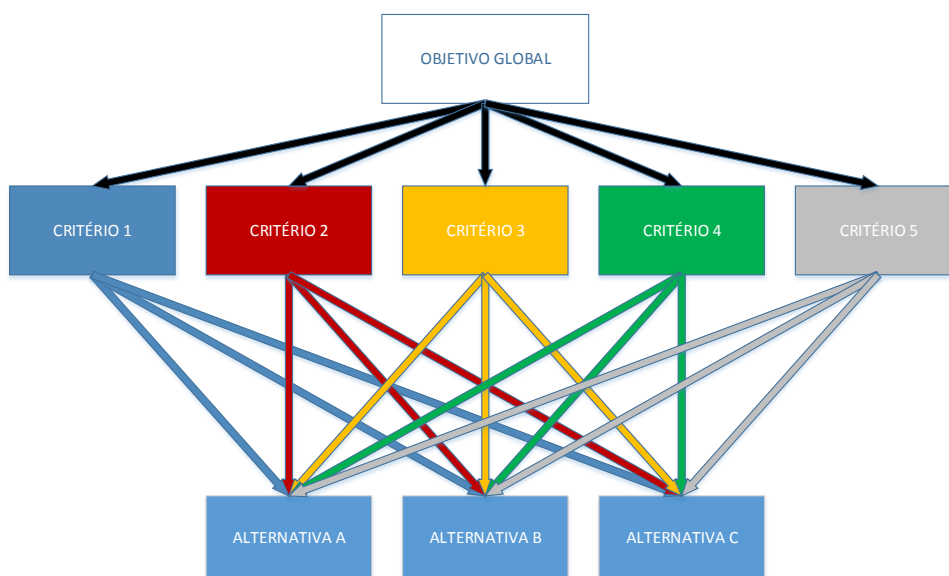 OBJETIVO GLOBAL
CRITÉRIO 1
CRITÉRIO 2
CRITÉRIO 3
CRITÉRIO 4
CRITÉRIO 5
ALTERNATIVA A
ALTERNATIVA B
ALTERNATIVA C